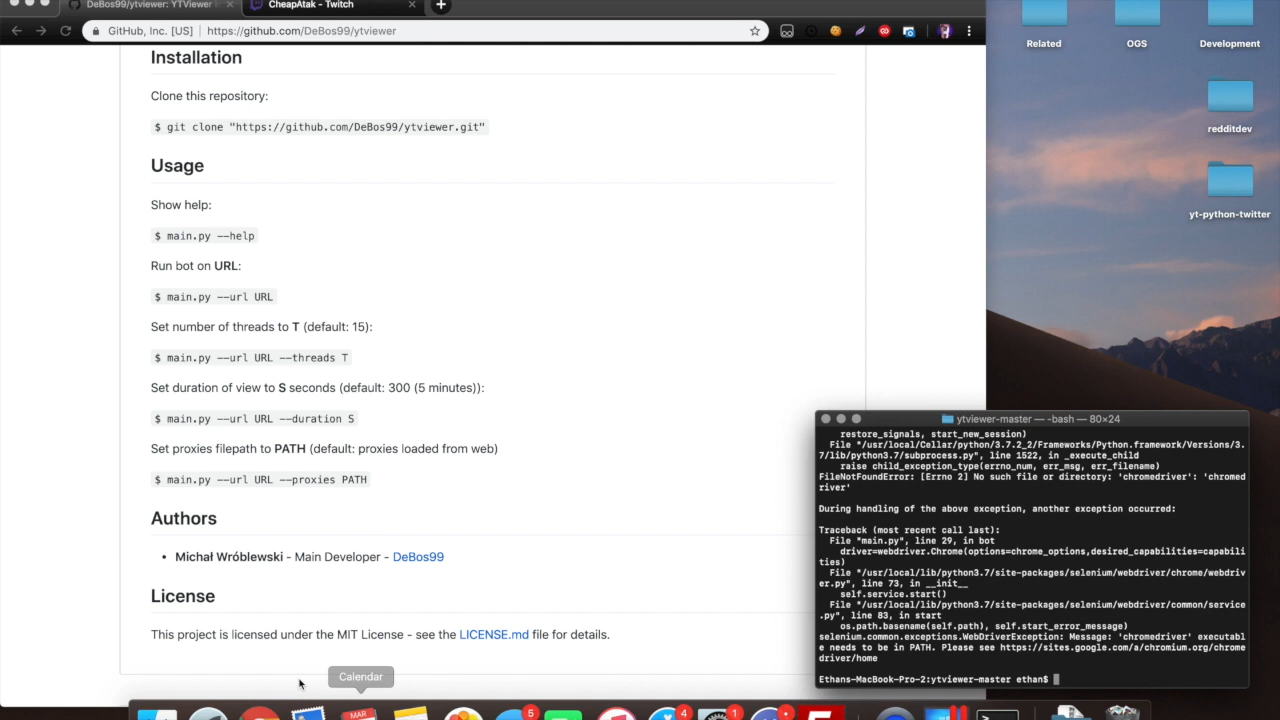 DeBos99/ytviewer: YTViewer
CheapAtak - Twitch
GitHub, Inc. [US]
https://github.com/DeBos99/ytviewer
Installation
Clone this repository:
$ git clone "https://github.com/DeBos99/ytviewer.git"
Usage
Show help:
$ main.py --help
Run bot on URL:
$ main.py --url URL
Set number of threads to T (default: 15):
$ main.py --url URL --threads T
Set duration of view to S seconds (default: 300 (5 minutes)):
$ main.py --url URL --duration S
Set proxies filepath to PATH (default: proxies loaded from web)
$ main.py --url URL --proxies PATH
Authors
• Michał Wróblewski - Main Developer - DeBos99
License
This project is licensed under the MIT License - see the LICENSE.md file for details.
Calendar
MAR
5
4
1
Related
OGS
Development
redditdev
yt-python-twitter
ytviewer-master — -bash — 80×24
restore_signals, start_new_session)
File "/usr/local/Cellar/python/3.7.2_2/Frameworks/Python.framework/Versions/3.
7/lib/python3.7/subprocess.py", line 1522, in _execute_child
raise child_exception_type(errno_num, err_msg, err_filename)
FileNotFoundError: [Errno 2] No such file or directory: 'chromedriver': 'chromed
river'
During handling of the above exception, another exception occurred:
Traceback (most recent call last):
File "main.py", line 29, in bot
driver=webdriver.Chrome(options=chrome_options,desired_capabilities=capabili
ties)
File "/usr/local/lib/python3.7/site-packages/selenium/webdriver/chrome/webdriv
er.py", line 73, in __init__
self.service.start()
File "/usr/local/lib/python3.7/site-packages/selenium/webdriver/common/service
.py", line 83, in start
os.path.basename(self.path), self.start_error_message)
selenium.common.exceptions.WebDriverException: Message: 'chromedriver' executabl
e needs to be in PATH. Please see https://sites.google.com/a/chromium.org/chrome
driver/home
Ethans-MacBook-Pro-2:ytviewer-master ethan$